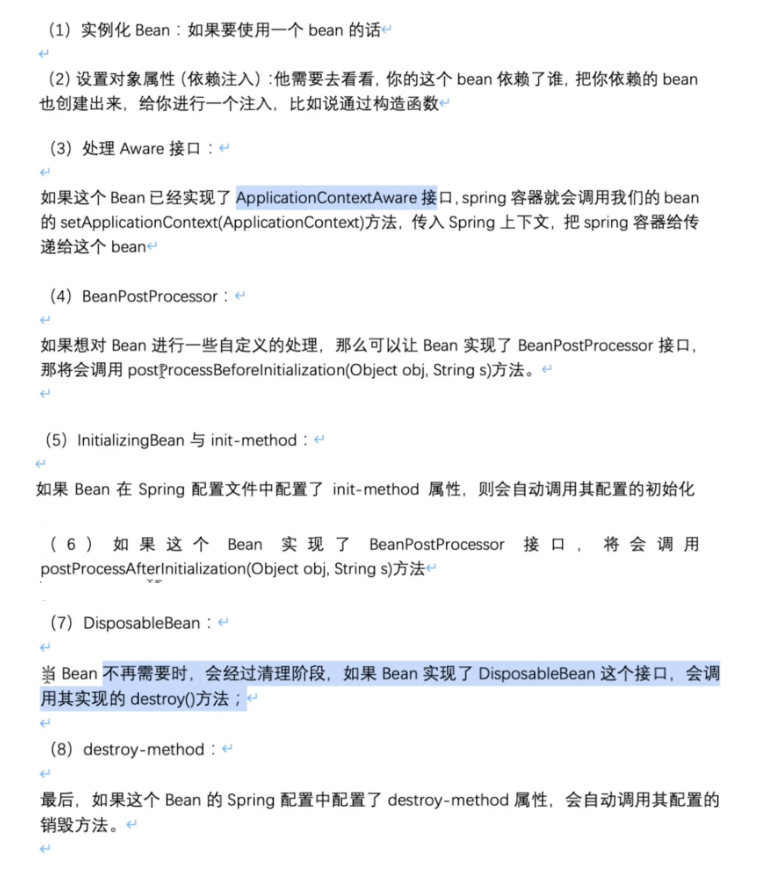 （1）实例化 Bean：如果要使用一个 bean 的话
（2）设置对象属性（依赖注入）:他需要去看看, 你的这个 bean 依赖了谁, 把你依赖的 bean
也创建出来，给你进行一个注入，比如说通过构造函数
（3）处理 Aware 接口：
如果这个 Bean 已经实现了 ApplicationContextAware 接口, spring 容器就会调用我们的 bean
的 setApplicationContext(ApplicationContext)方法，传入 Spring 上下文，把 spring 容器给传
递给这个 bean
（4）BeanPostProcessor：
如果想对 Bean 进行一些自定义的处理，那么可以让 Bean 实现了 BeanPostProcessor 接口，
那将会调用 postProcessBeforeInitialization(Object obj, String s)方法。
（5）InitializingBean 与 init-method：
如果 Bean 在 Spring 配置文件中配置了 init-method 属性，则会自动调用其配置的初始化
（6）如果这个 Bean 实现了 BeanPostProcessor 接口，将会调用
postProcessAfterInitialization(Object obj, String s)方法
（7）DisposableBean：
当 Bean 不再需要时，会经过清理阶段，如果 Bean 实现了 DisposableBean 这个接口，会调
用其实现的 destroy()方法；
（8）destroy-method：
最后，如果这个 Bean 的 Spring 配置中配置了 destroy-method 属性，会自动调用其配置的
销毁方法。